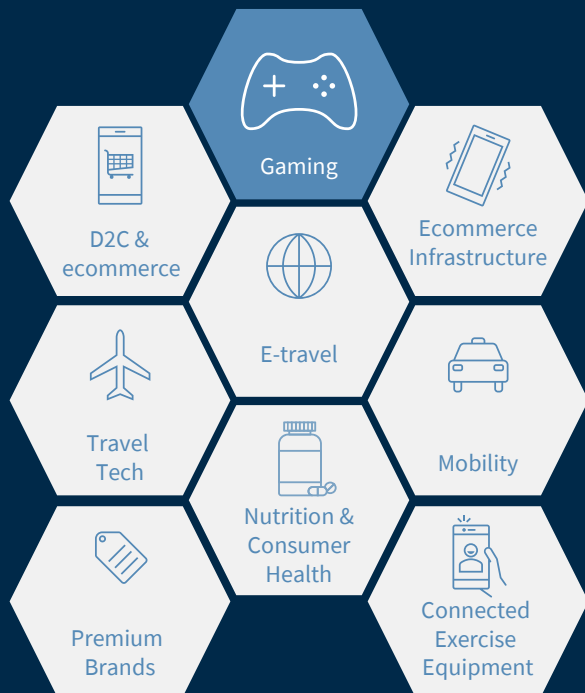 Gaming
D2C &
ecommerce
Ecommerce
Infrastructure
E-travel
Travel
Tech
Mobility
Nutrition &
Consumer
Health
Premium
Brands
Connected
Exercise
Equipment